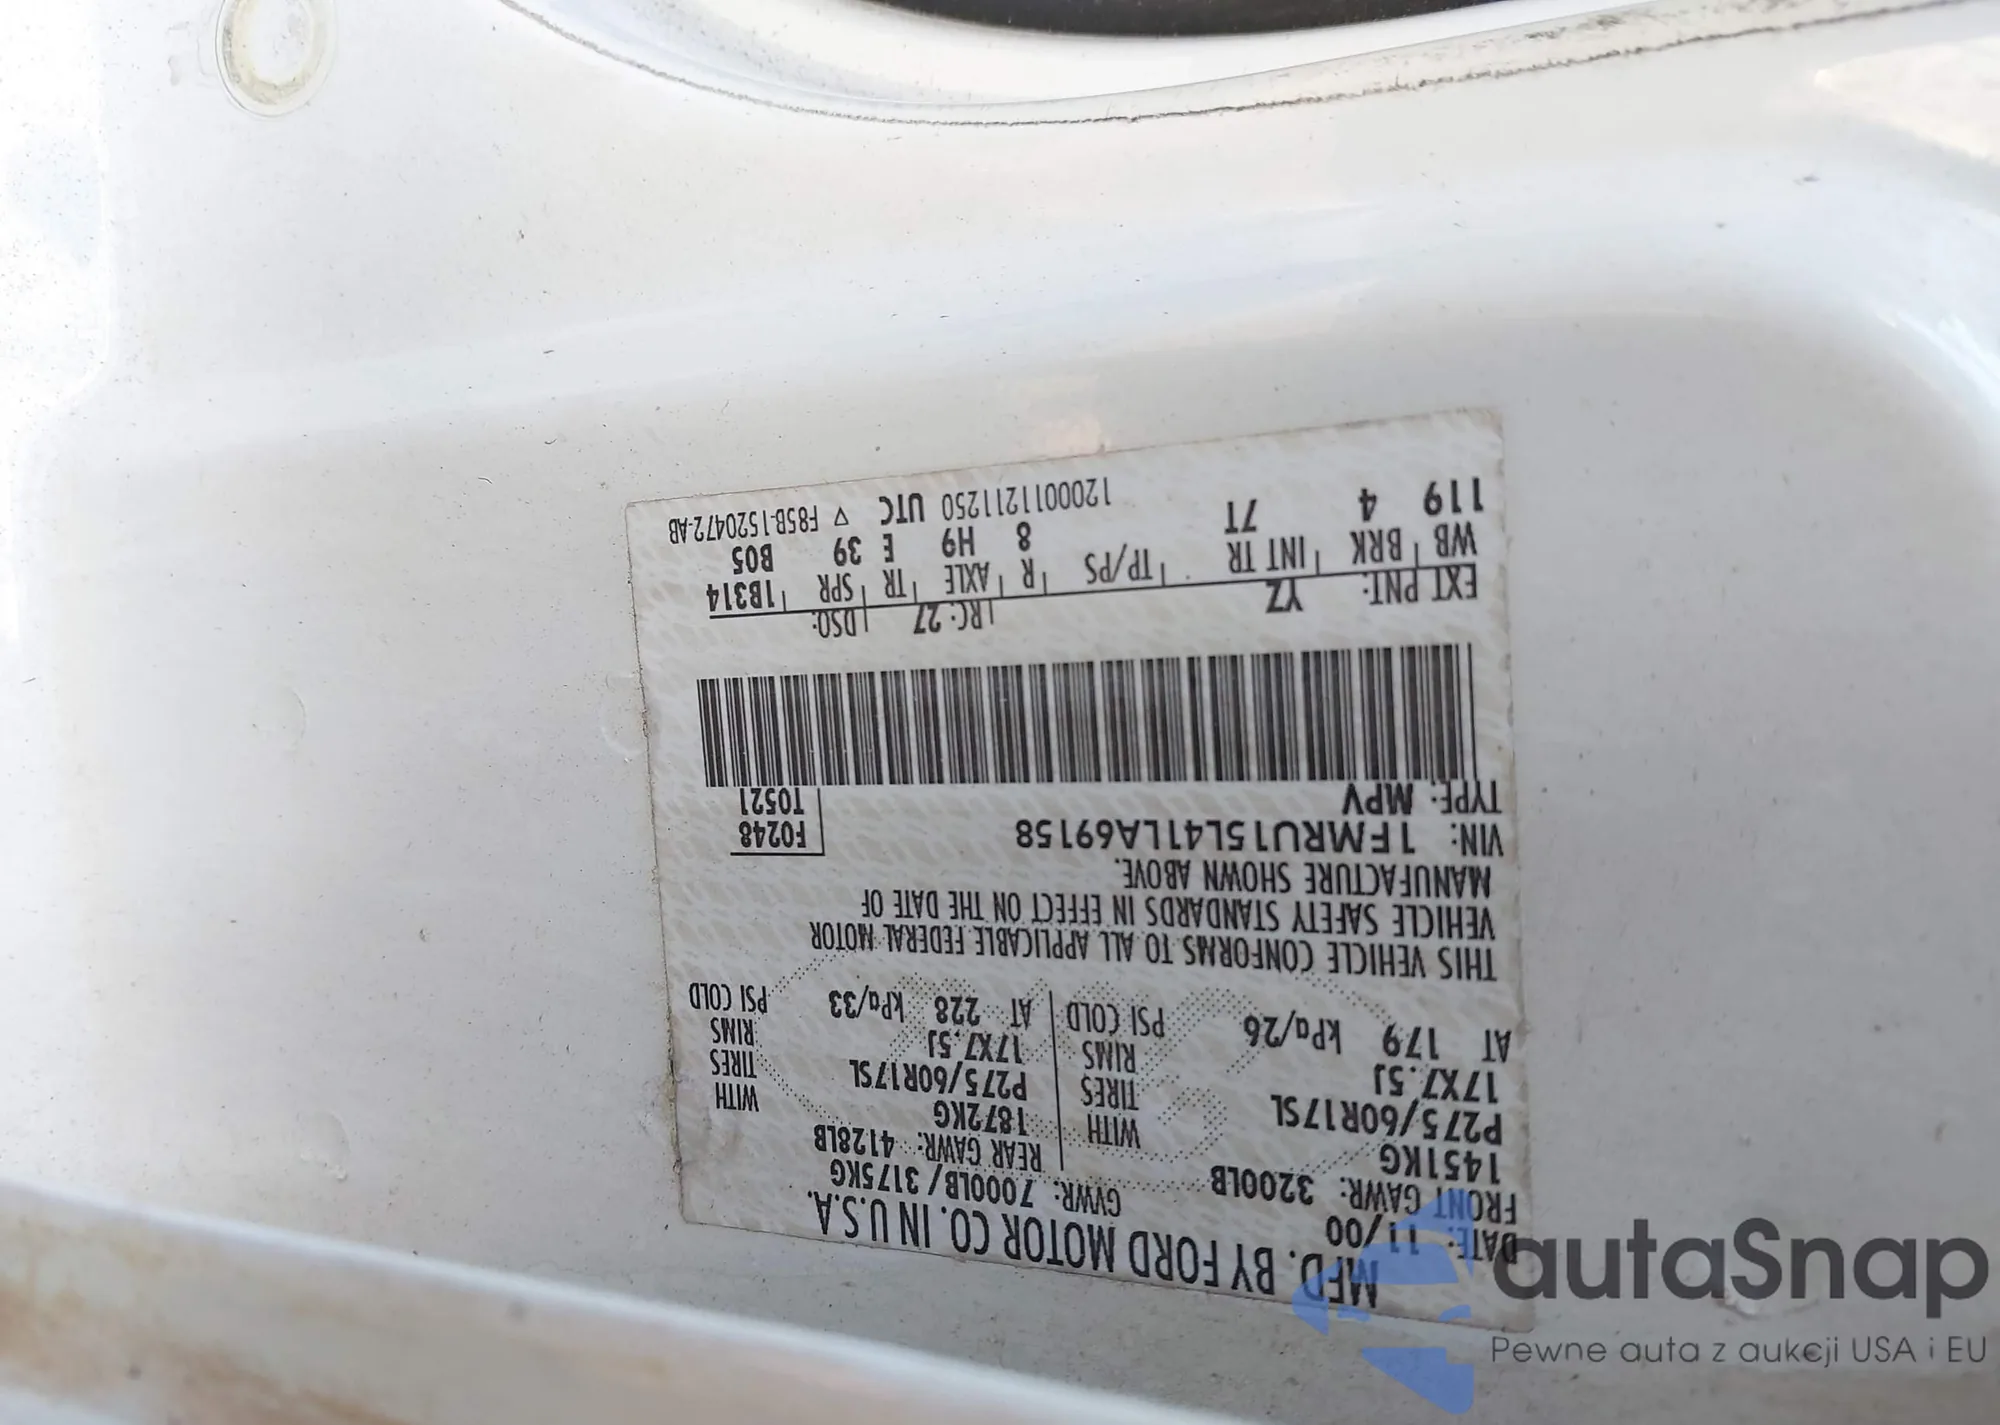 MFD. BY FORD MOTOR CO. IN U.S.A.
DATE: 11/00 GVWR: 7000LB/ 3175KG
FRONT GAWR: 3200LB REAR GAWR: 4128LB
1451KG WITH 1872KG WITH
P275/60R17SL TIRES P275/60R17SL TIRES
17X7.5J RIMS 17X7.5J RIMS
AT 179 kPa/26 PSI COLD AT 228 kPa/33 PSI COLD
THIS VEHICLE CONFORMS TO ALL APPLICABLE FEDERAL MOTOR
VEHICLE SAFETY STANDARDS IN EFFECT ON THE DATE OF
MANUFACTURE SHOWN ABOVE.
VIN: 1FMRU15L41LA69158 F0248
TYPE: MPV T0521
EXT PNT: YZ RC: 27 DSO:
WB BRK INT TR TP/PS R AXLE TR SPR 1B314
119 4 7T 8 H9 E 39 B05
120001121 1250 UTC ▽ F85B-1520472-AB
autaSnap
Pewne auta z aukcji USA i EU